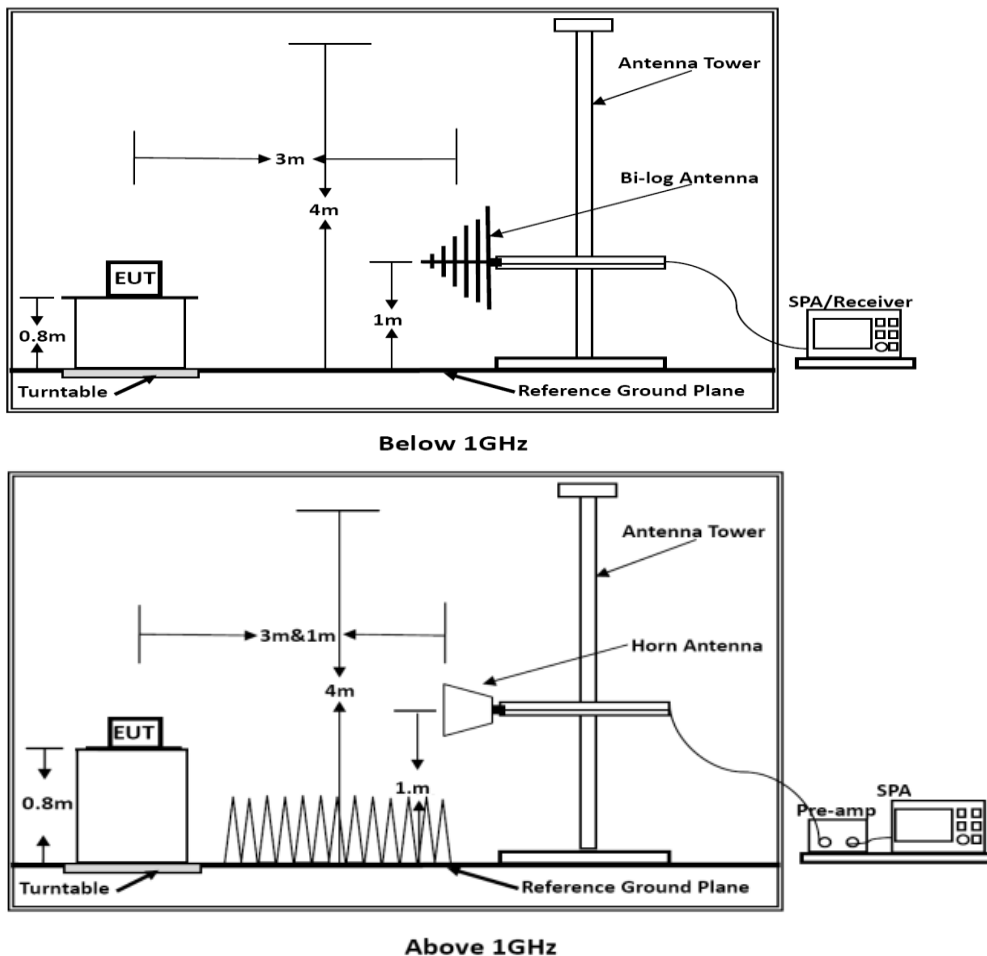 Antenna Tower
3m
Bi-log Antenna
4m
EUT
1m
0.8m
SPA/Receiver
Turntable
Reference Ground Plane
Below 1GHz
Antenna Tower
3m&1m
Horn Antenna
4m
EUT
1.m
0.8m
SPA
Pre-amp
Turntable
Reference Ground Plane
Above 1GHz